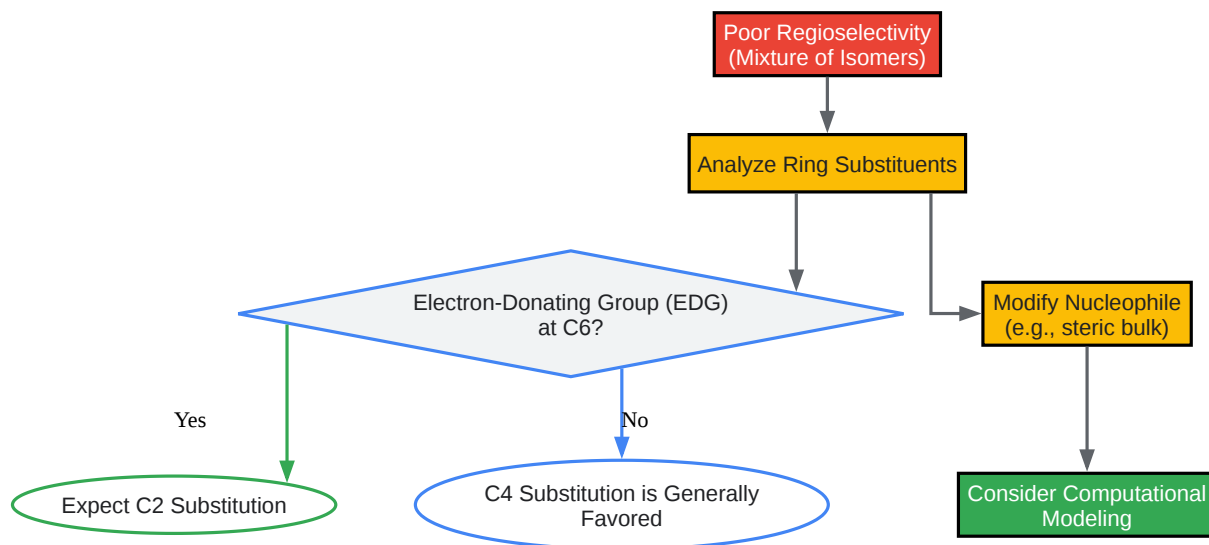 Poor Regioselectivity
(Mixture of Isomers)
Analyze Ring Substituents
Electron-Donating Group (EDG)
at C6?
Modify Nucleophile
(e.g., steric bulk)
Yes
No
Expect C2 Substitution
C4 Substitution is Generally
Favored
Consider Computational
Modeling